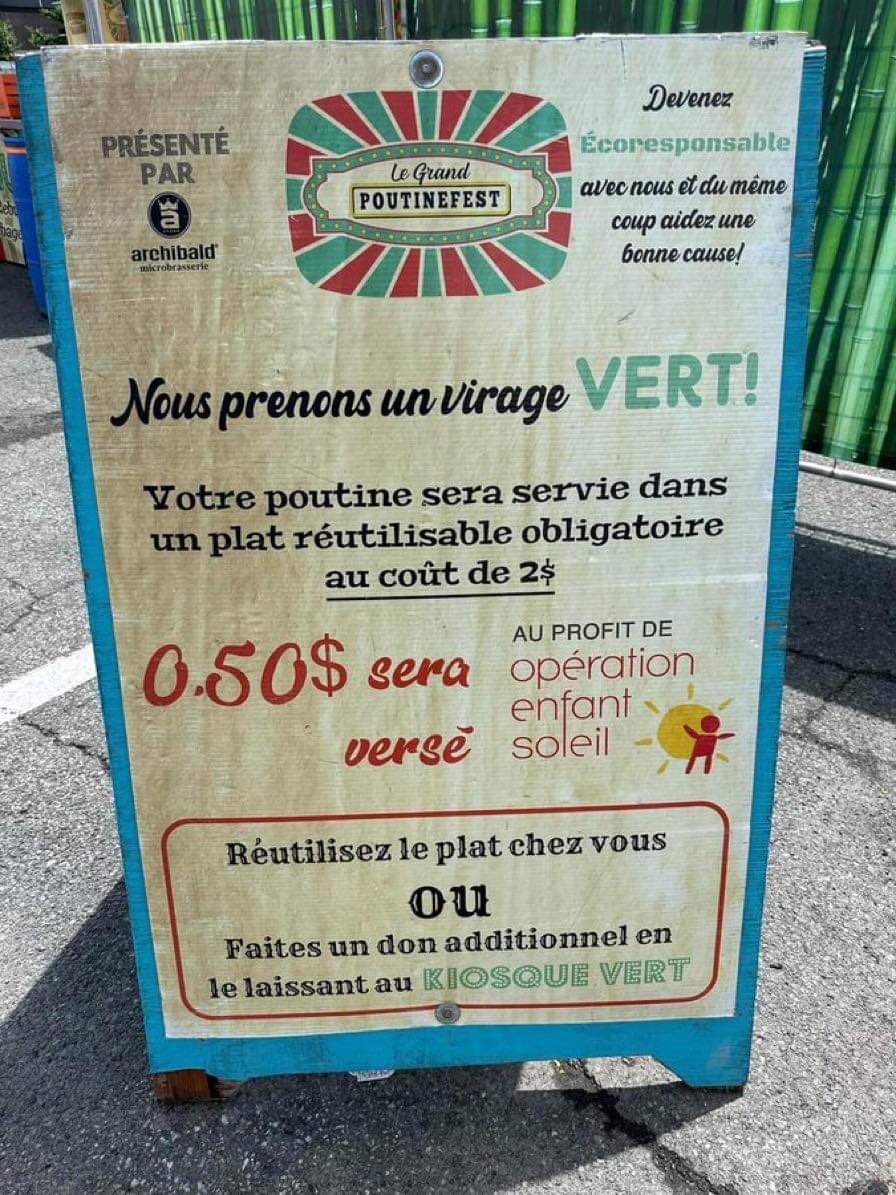 PRÉSENTÉ
PAR
a
archibald
microbrasserie
Le Grand
POUTINEFEST
Devenez
Écoresponsable
avec nous et du même
coup aidez une
bonne cause!
Nous prenons un virage VERT!
Votre poutine sera servie dans
un plat réutilisable obligatoire
au coût de 2$
0.50$ sera
versé
AU PROFIT DE
opération
enfant
soleil
Réutilisez le plat chez vous
OU
Faites un don additionnel en
le laissant au KIOSQUE VERT